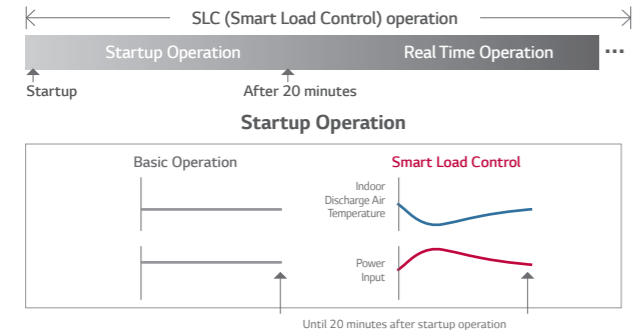 SLC (Smart Load Control) operation
Startup Operation
Real Time Operation
...
Startup
After 20 minutes
Startup Operation
Basic Operation
Smart Load Control
Indoor
Discharge Air
Temperature
Power
Input
Until 20 minutes after startup operation